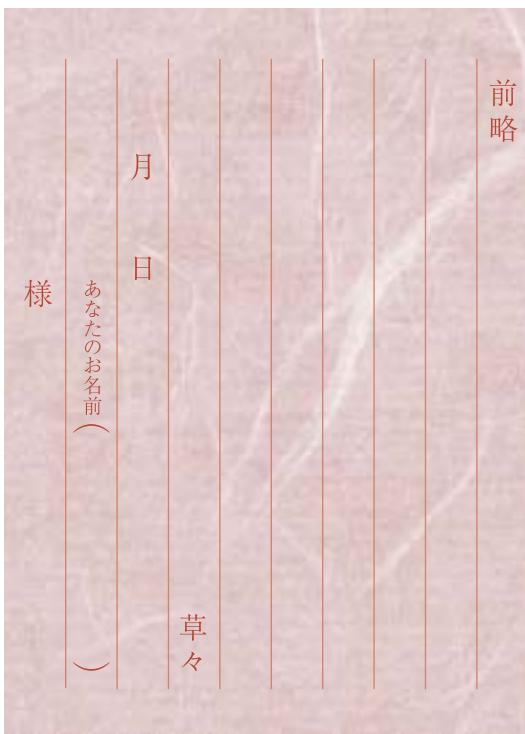 前略
草々
月 日
あなたのお名前( )
様